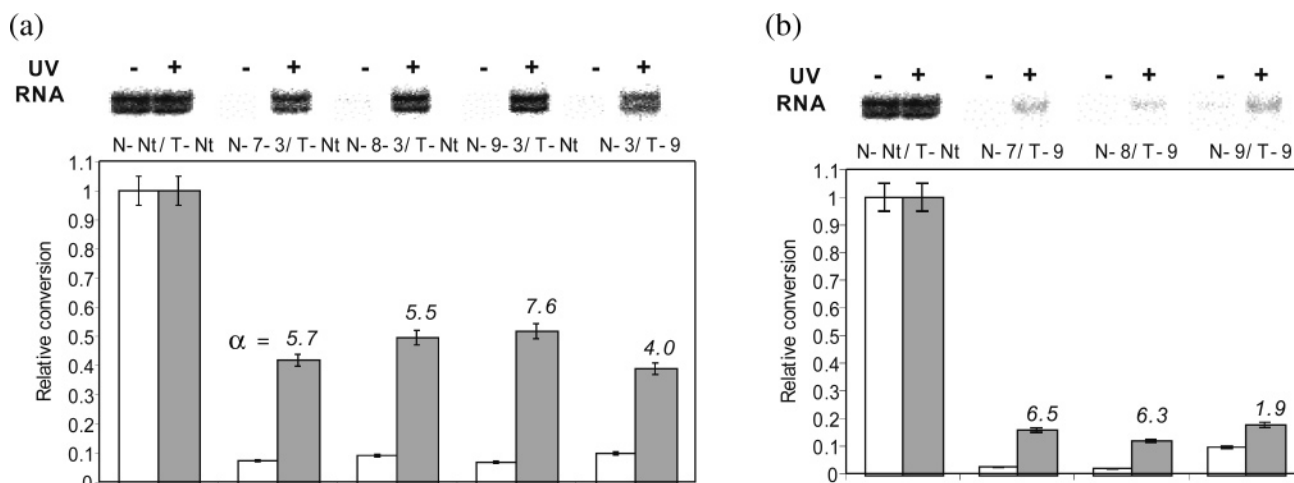 (a)
UV - + - + - + - + - +
RNA
N- Nt / T- Nt N- 7- 3/ T- Nt N- 8- 3/ T- Nt N- 9- 3/ T- Nt N- 3/ T- 9
1.1
1
0.9
0.8
0.7
0.6
0.5
0.4
0.3
0.2
0.1
0
Relative conversion
α = 5.7 5.5 7.6 4.0
(b)
UV - + - + - + - +
RNA
N- Nt / T- Nt N- 7/ T- 9 N- 8/ T- 9 N- 9/ T- 9
1.1
1
0.9
0.8
0.7
0.6
0.5
0.4
0.3
0.2
0.1
0
Relative conversion
6.5 6.3 1.9